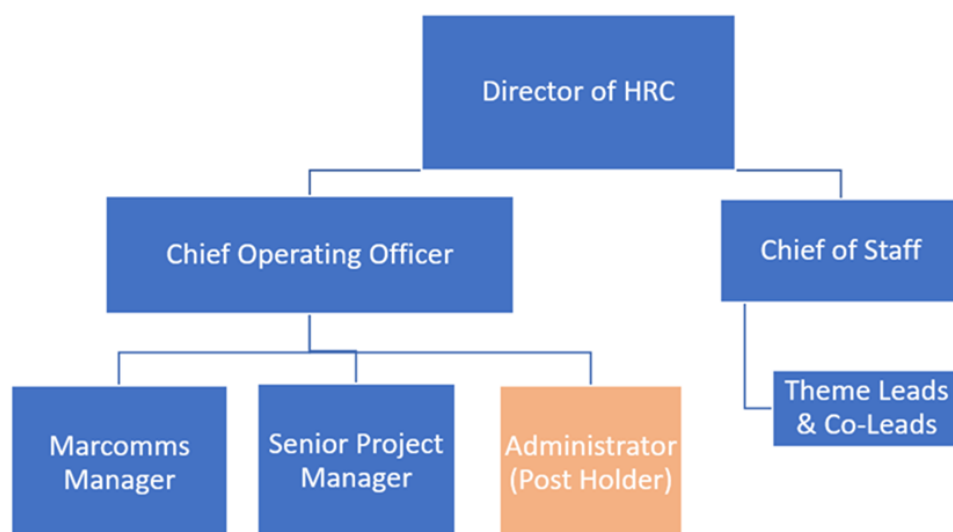 Director of HRC
Chief Operating Officer
Chief of Staff
Marcomms
Manager
Senior Project
Manager
Administrator
(Post Holder)
Theme Leads
& Co-Leads